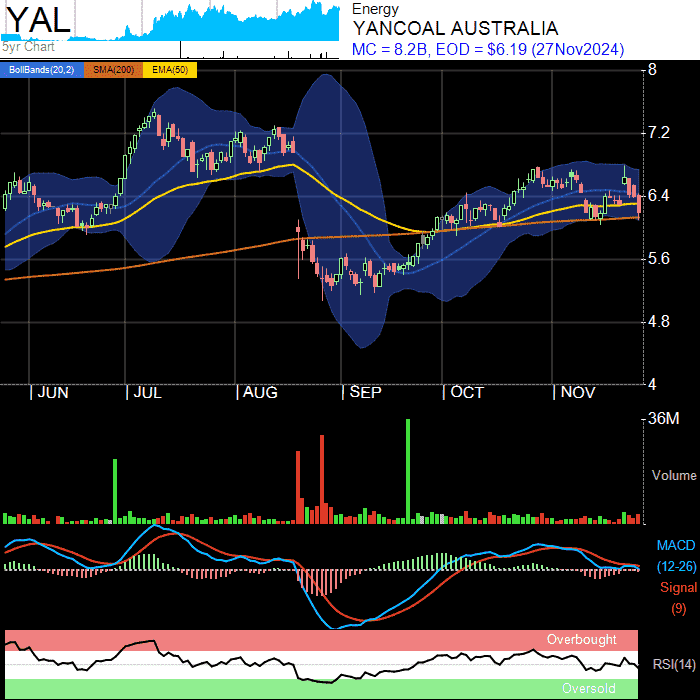 YAL
5yr Chart
Energy
YANCOAL AUSTRALIA
MC = 8.2B, EOD = $6.19 (27Nov2024)
BollBands(20,2) SMA(200) EMA(50)
8
7.2
6.4
5.6
4.8
4
JUN JUL AUG SEP OCT NOV
36M
Volume
MACD
(12-26)
Signal
(9)
Overbought
RSI(14)
Oversold